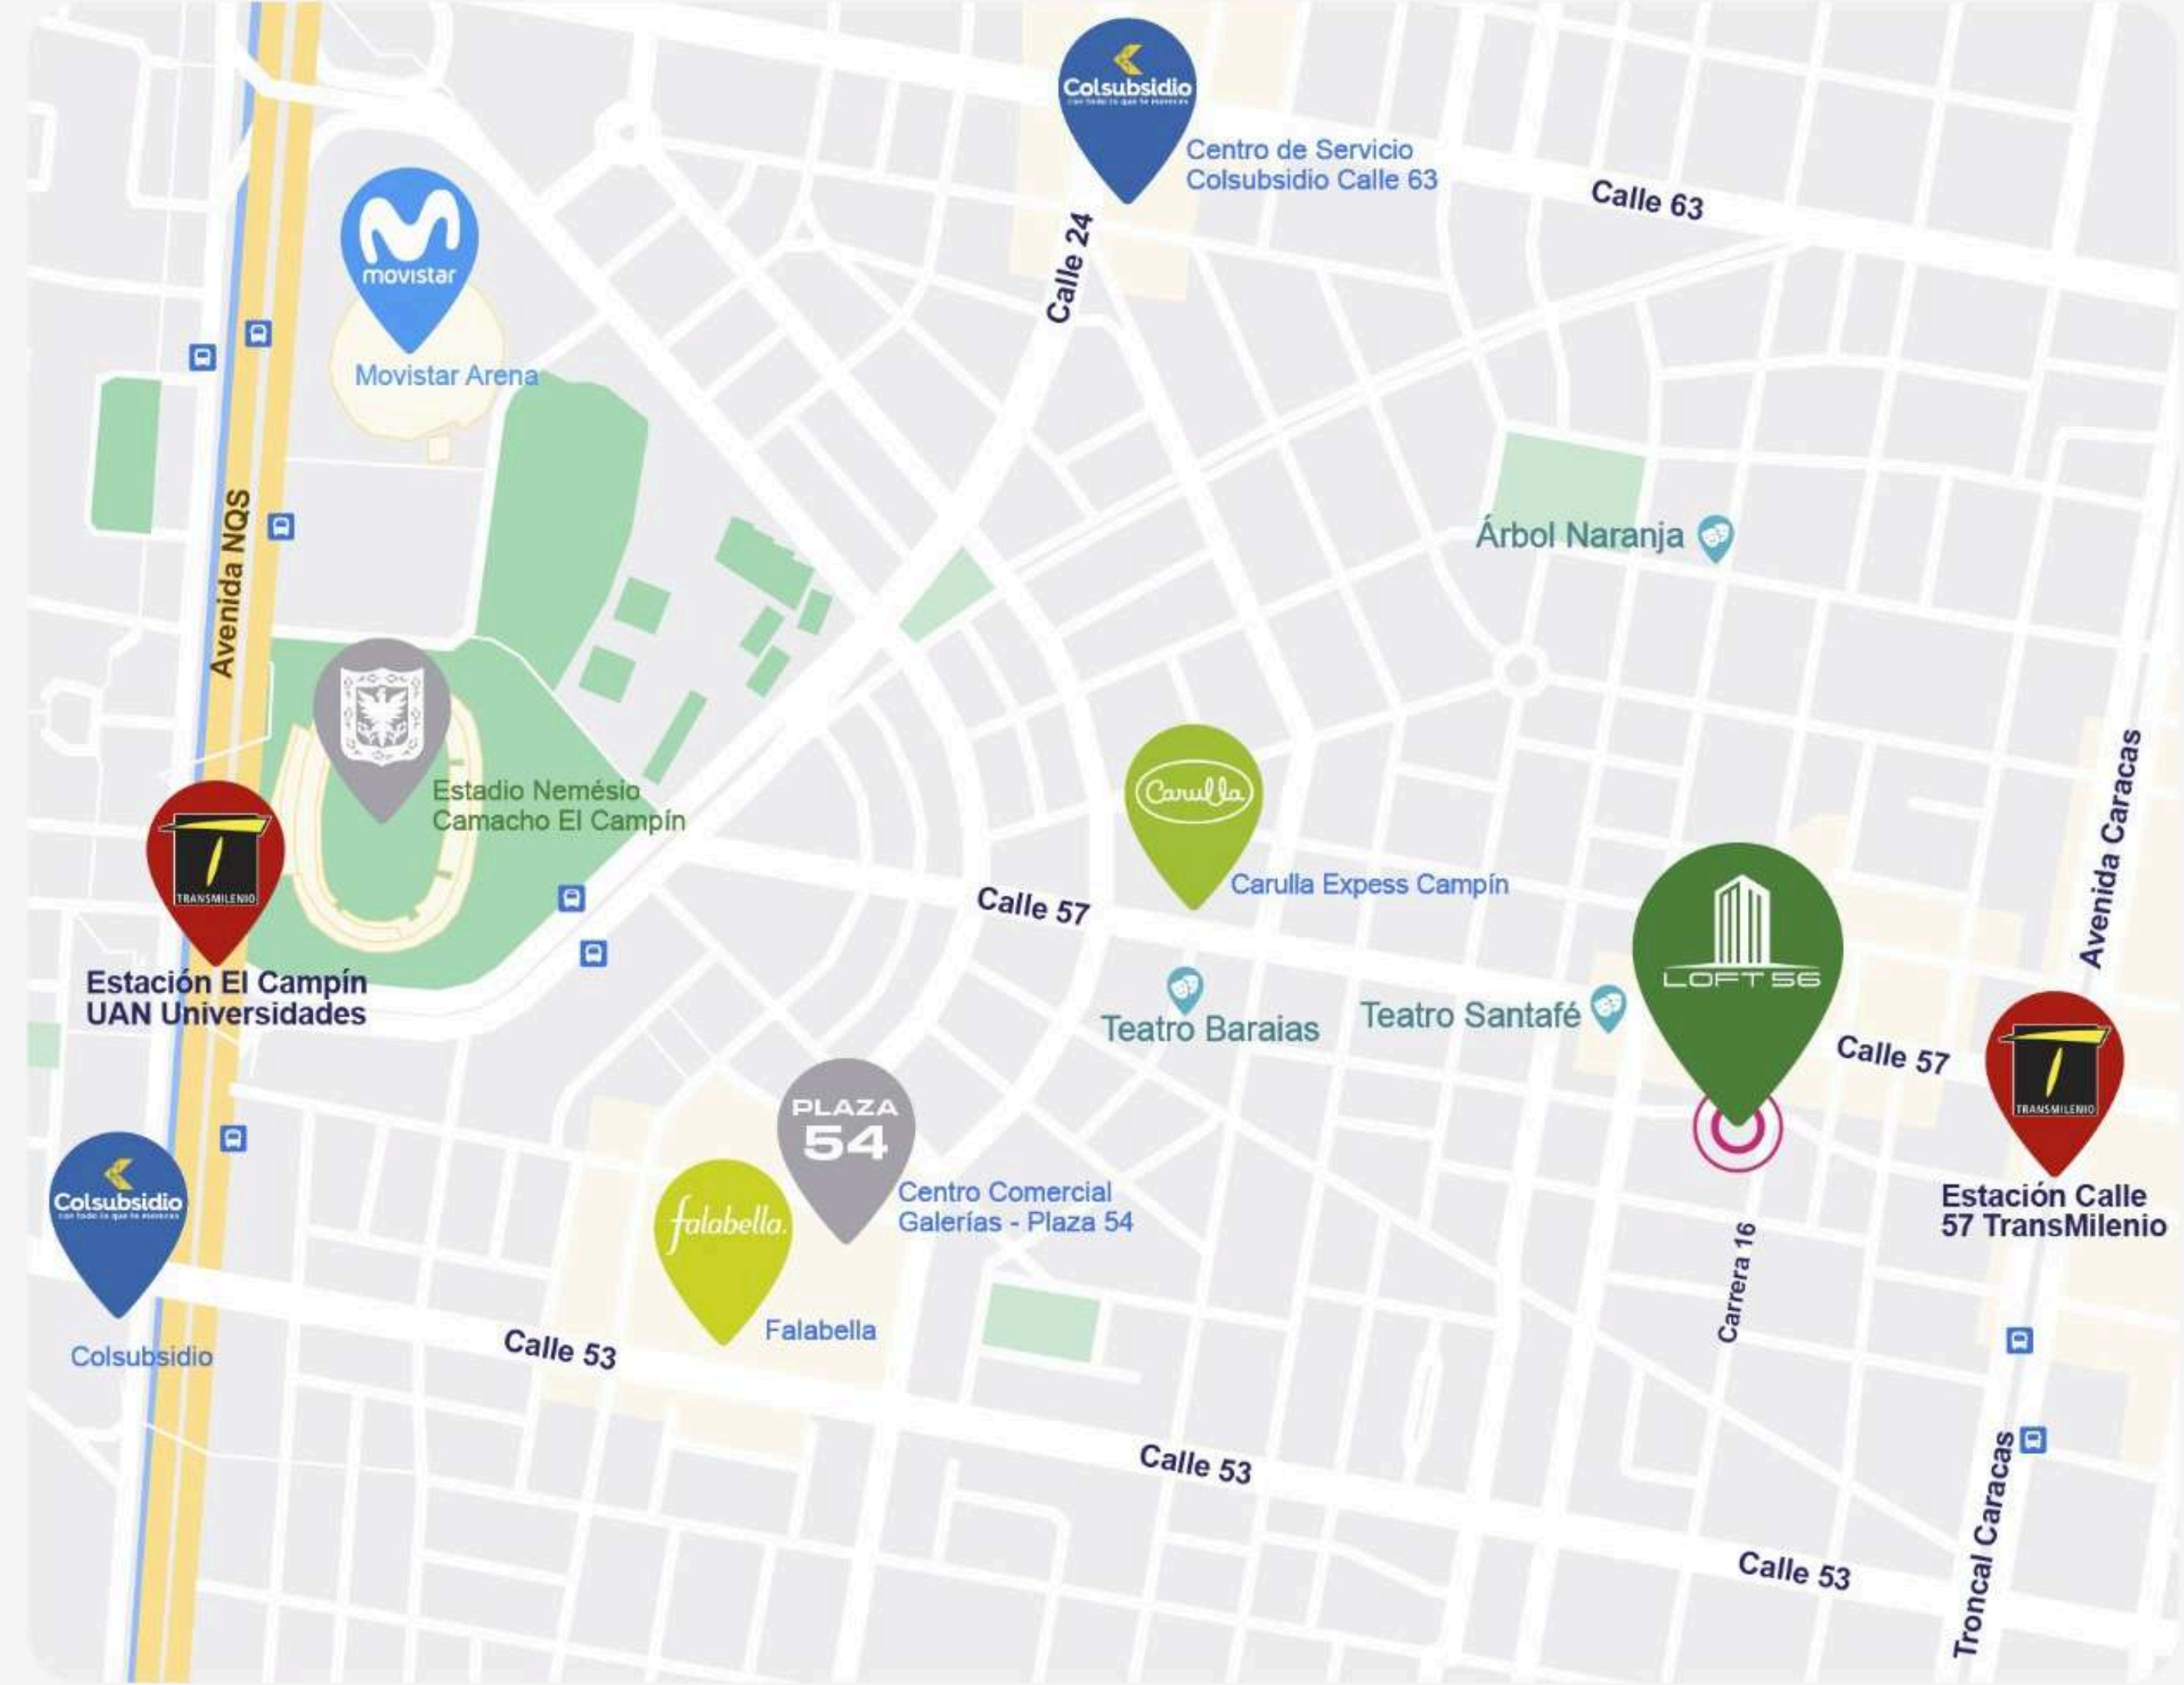 Colsubsidio
Centro de Servicio
Colsubsidio Calle 63
Calle 63
Calle 24
movistar
Movistar Arena
Avenida NQS
Árbol Naranja
Estadio Nemésio
Camacho El Campín
TRANSMILENIO
Estación El Campín
UAN Universidades
Carulla
Carulla Expess Campín
Calle 57
Teatro Baraias
Teatro Santafé
LOFT 56
Calle 57
Avenida Caracas
TRANSMILENIO
Estación Calle
57 TransMilenio
PLAZA
54
Centro Comercial
Galerías - Plaza 54
falabella.
Falabella
Colsubsidio
Colsubsidio
Carrera 16
Calle 53
Calle 53
Calle 53
Troncal Caracas